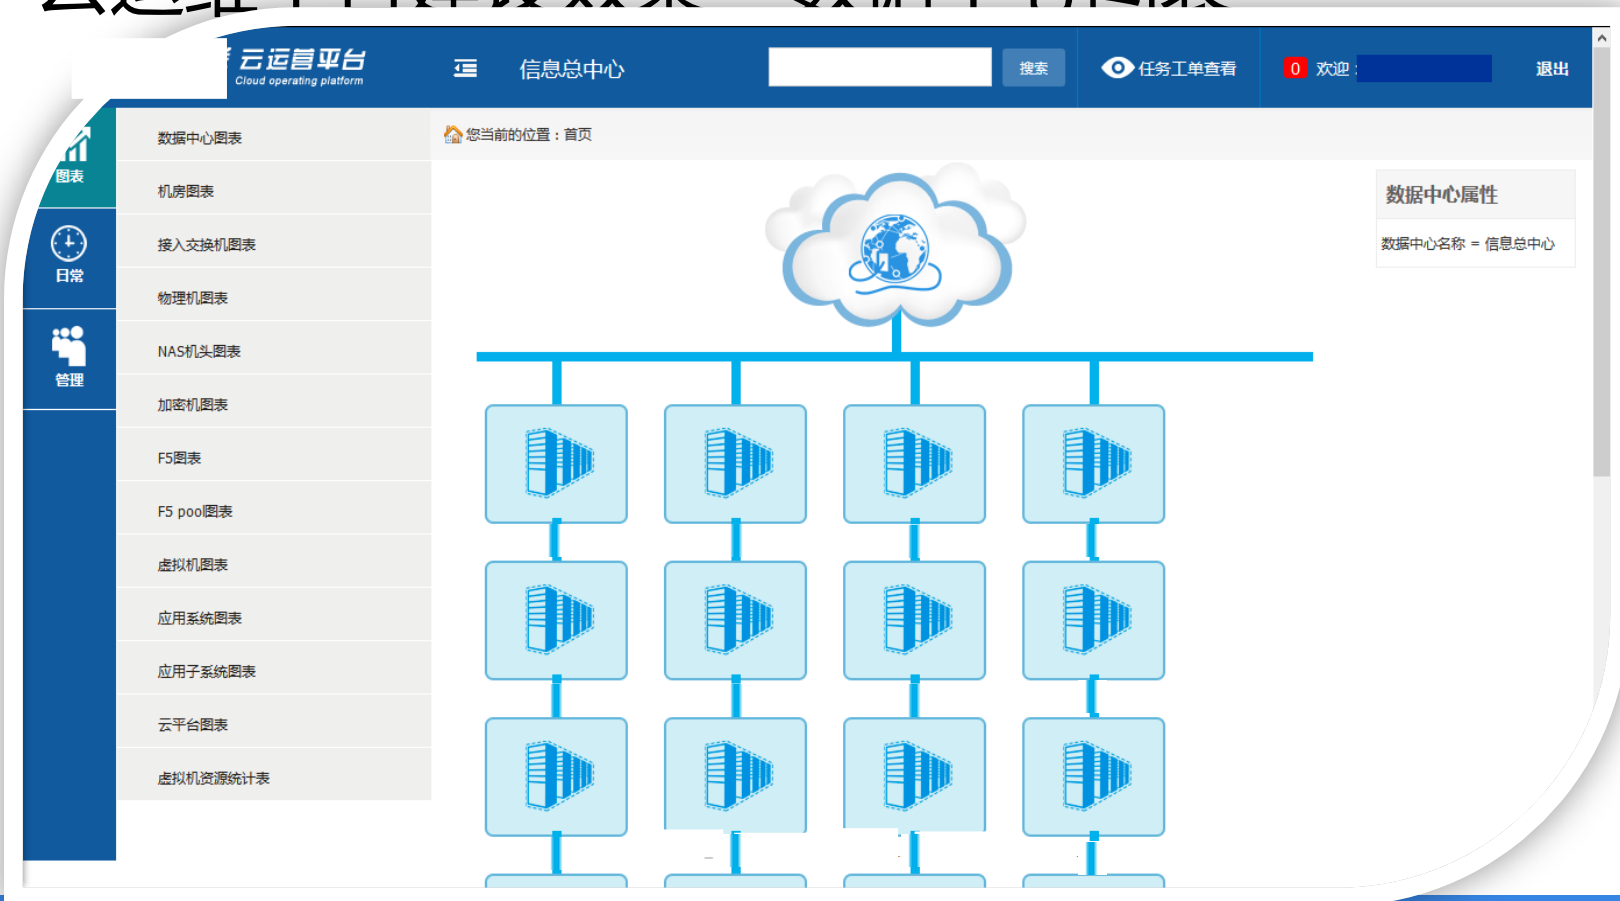 云运营平台
Cloud operating platform
信息总中心
搜索
任务工单查看
0 欢迎：
退出
图表
日常
管理
数据中心图表
机房图表
接入交换机图表
物理机图表
NAS机头图表
加密机图表
F5图表
F5 pool图表
虚拟机图表
应用系统图表
应用子系统图表
云平台图表
虚拟机资源统计表
您当前的位置：首页
数据中心属性
数据中心名称 = 信息总中心